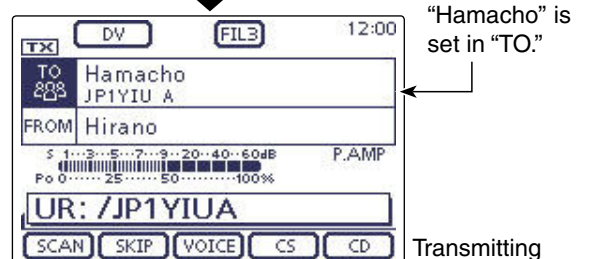 "Hamacho" is
set in "TO."
DV FIL3 12:00
TX
TO Hamacho
JP1YIU A
FROM Hirano
S 1···3···5···7···9··20··40··60dB P.AMP
Po 0······25······50··········100%
UR: /JP1YIUA
SCAN SKIP VOICE CS CD
Transmitting